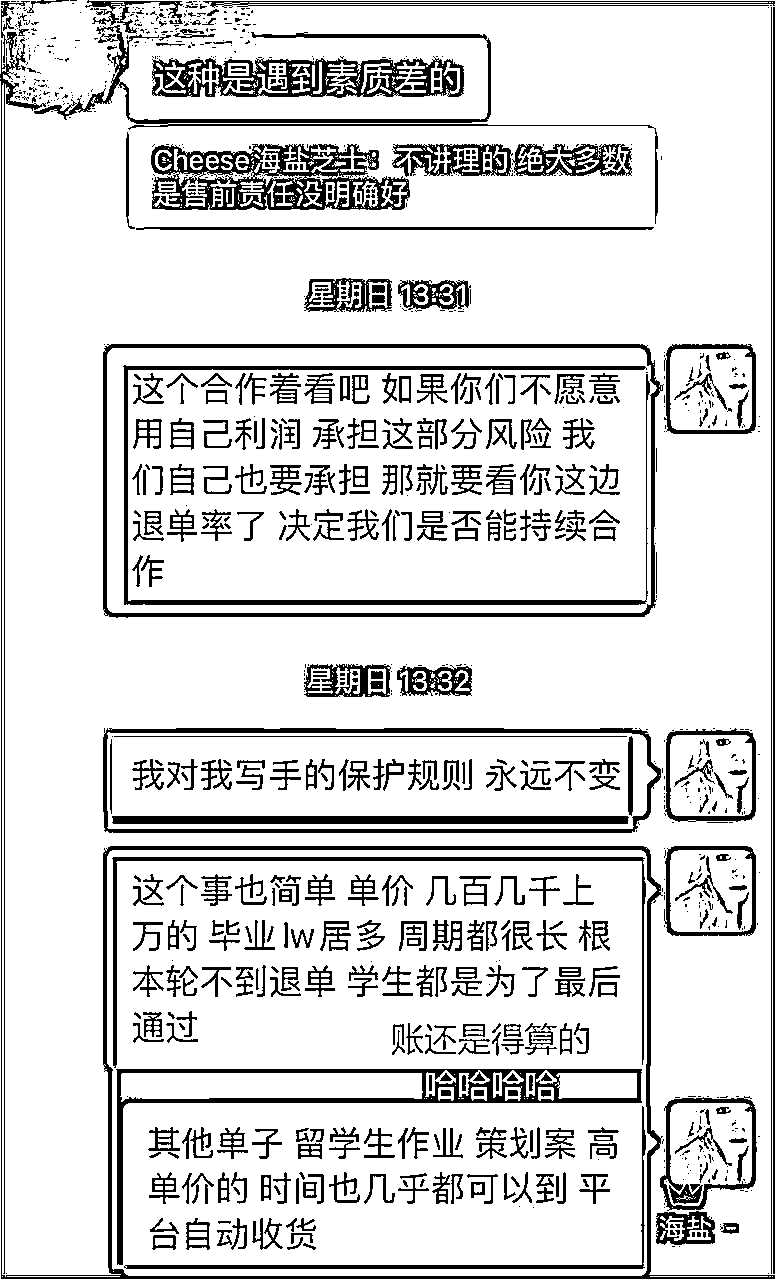 这种是遇到素质差的
Cheese海盐芝士：不讲理的 绝大多数
是售前责任没明确好
星期日 13:31
这个合作着看吧 如果你们不愿意
用自己利润 承担这部分风险 我
们自己也要承担 那就要看你这边
退单率了 决定我们是否能持续合
作
星期日 13:32
我对我写手的保护规则 永远不变
这个事也简单 单价 几百几千上
万的 毕业lw居多 周期都很长 根
本轮不到退单 学生都是为了最后
通过
账还是得算的
哈哈哈哈
其他单子 留学生作业 策划案 高
单价的 时间也几乎都可以到 平
台自动收货
海盐 -